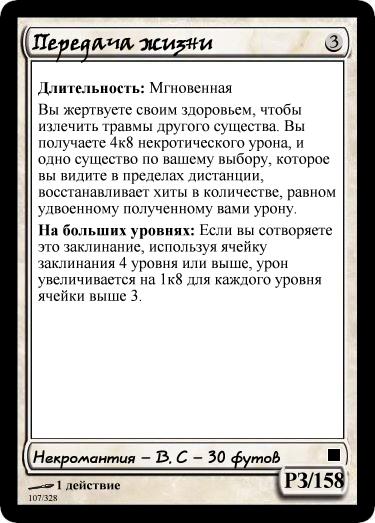 Передача жизни 3
Длительность: Мгновенная
Вы жертвуете своим здоровьем, чтобы
излечить травмы другого существа. Вы
получаете 4к8 некротического урона, и
одно существо по вашему выбору, которое
вы видите в пределах дистанции,
восстанавливает хиты в количестве, равном
удвоенному полученному вами урону.
На больших уровнях: Если вы сотворяете
это заклинание, используя ячейку
заклинания 4 уровня или выше, урон
увеличивается на 1к8 для каждого уровня
ячейки выше 3.
Некромантия – В, С – 30 футов
1 действие
РЗ/158
107/328